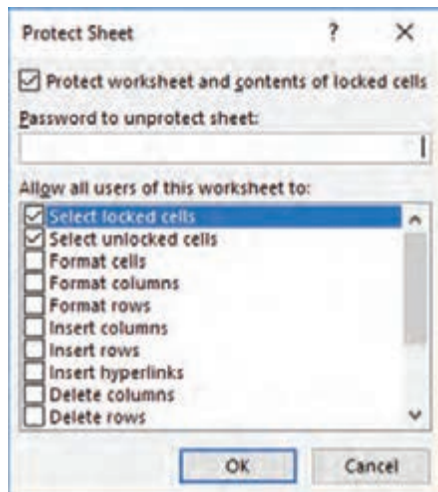 Protect Sheet ?
Protect worksheet and contents of locked cells
Password to unprotect sheet:
Allow all users of this worksheet to:
Select locked cells
Select unlocked cells
Format cells
Format columns
Format rows
Insert columns
Insert rows
Insert hyperlinks
Delete columns
Delete rows
OK Cancel